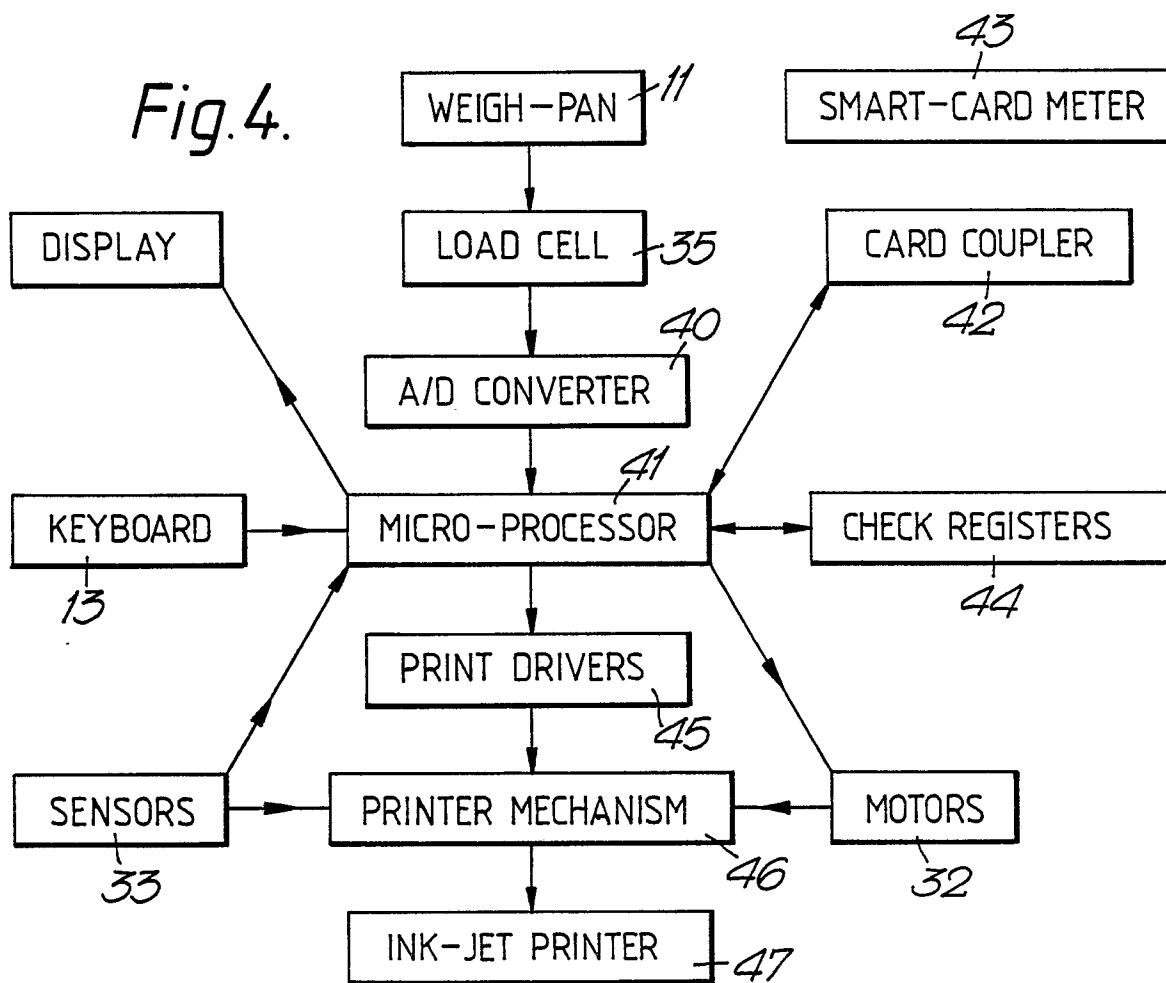 Fig.4.
WEIGH-PAN
11
43
SMART-CARD METER
DISPLAY
LOAD CELL
35
CARD COUPLER
42
40
A/D CONVERTER
41
KEYBOARD
13
MICRO-PROCESSOR
CHECK REGISTERS
44
PRINT DRIVERS
45
SENSORS
33
PRINTER MECHANISM
46
MOTORS
32
INK-JET PRINTER
47